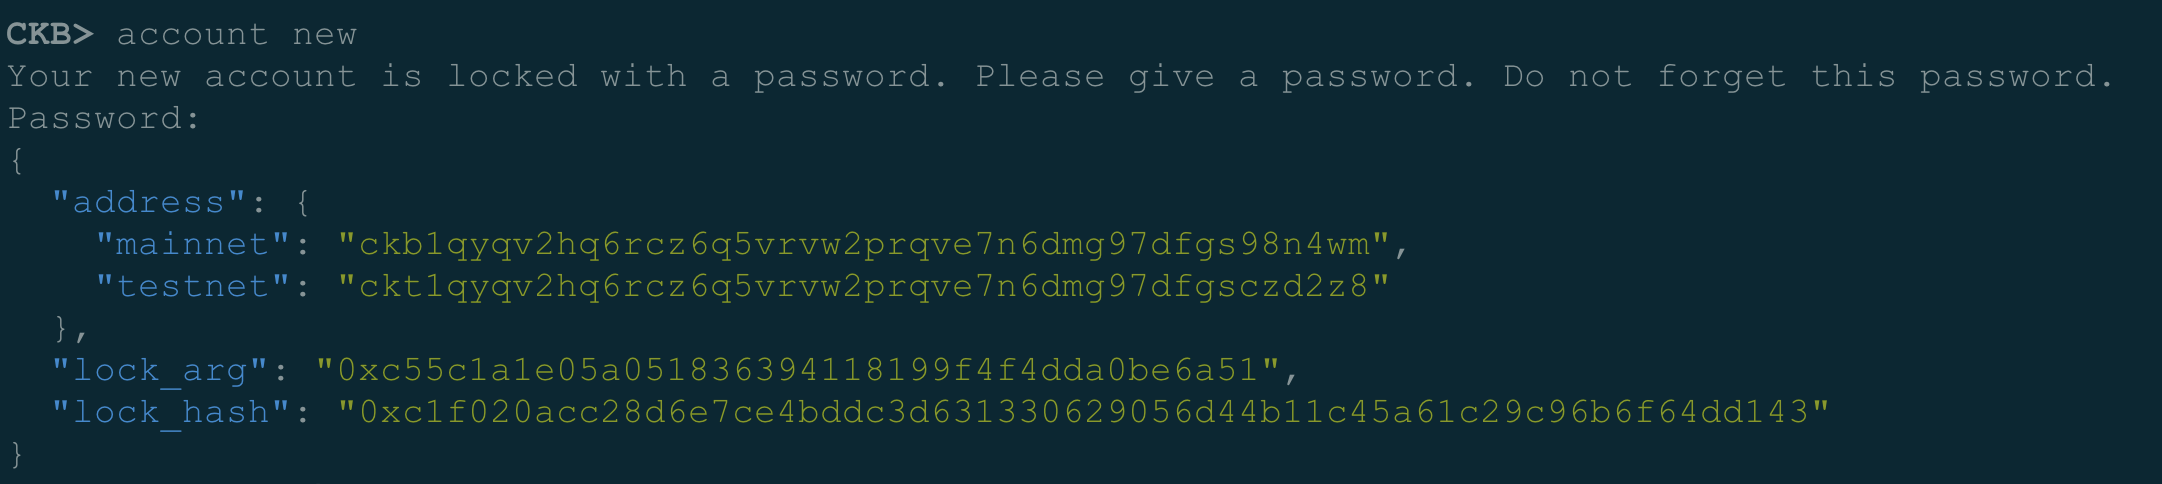 CKB> account new
Your new account is locked with a password. Please give a password. Do not forget this password.
Password:
{
  "address": {
    "mainnet": "ckb1qyqv2hq6rcz6q5vrvw2prqve7n6dmg97dfgs98n4wm",
    "testnet": "ckt1qyqv2hq6rcz6q5vrvw2prqve7n6dmg97dfgsczd2z8"
  },
  "lock_arg": "0xc55c1a1e05a051836394118199f4f4dda0be6a51",
  "lock_hash": "0xc1f020acc28d6e7ce4bddc3d631330629056d44b11c45a61c29c96b6f64dd143"
}